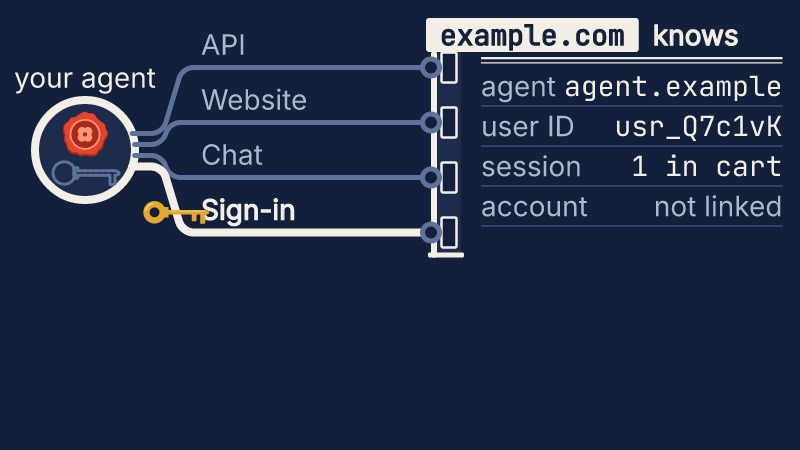 your agent
API
Website
Chat
Sign-in
example.com knows
agent agent.example
user ID usr_Q7c1vK
session 1 in cart
account not linked